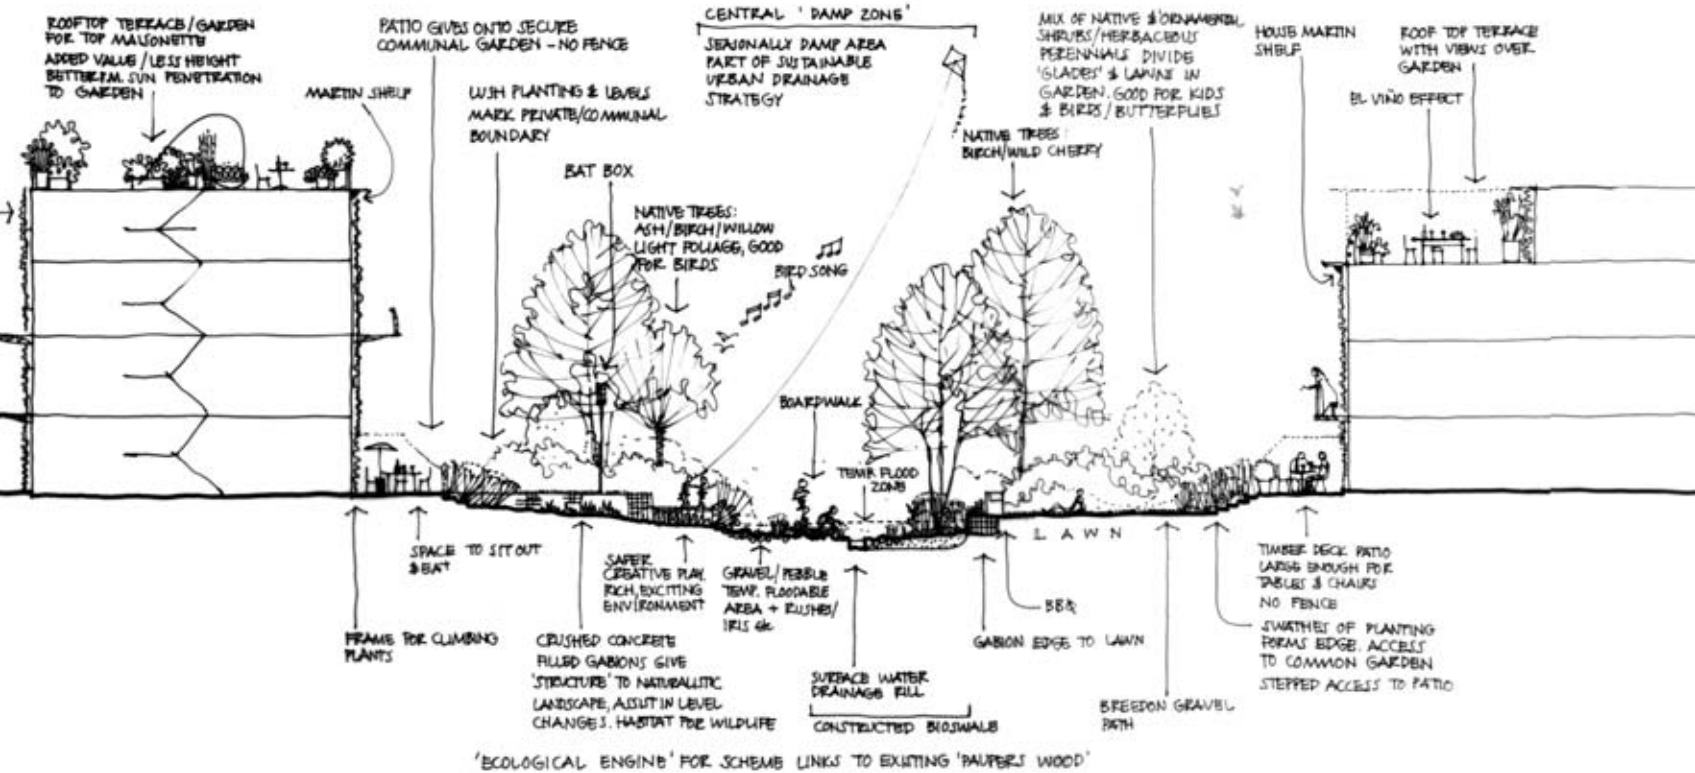 ROOFTOP TERRACE/GARDEN
FOR TOP MAISONETTE
ADDED VALUE/LESS HEIGHT
BETTER P.M. SUN PENETRATION
TO GARDEN
MARTIN SHELF
PATIO GIVES ONTO SECURE
COMMUNAL GARDEN - NO FENCE
LUSH PLANTING & LEVELS
MARK PRIVATE/COMMUNAL
BOUNDARY
BAT BOX
NATIVE TREES:
ASH/BIRCH/WILLOW
LIGHT FOLIAGE, GOOD
FOR BIRDS
BIRD SONG
CENTRAL 'DAMP ZONE'
SEASONALLY DAMP AREA
PART OF SUSTAINABLE
URBAN DRAINAGE
STRATEGY
NATIVE TREES:
BIRCH/WILD CHERRY
MIX OF NATIVE & ORNAMENTAL
SHRUBS/HERBACEOUS
PERENNIALS DIVIDE
'GLADES' & LAWNS IN
GARDEN. GOOD FOR KIDS
& BIRDS/BUTTERFLIES
HOUSE MARTIN
SHELF
ROOF TOP TERRACE
WITH VIEWS OVER
GARDEN
EL VIÑO EFFECT
BOARDWALK
TEMP. FLOOD
ZONE
LAWN
SPACE TO SIT OUT
& EAT
FRAME FOR CLIMBING
PLANTS
CRUSHED CONCRETE
FILLED GABIONS GIVE
'STRUCTURE' TO NATURALISTIC
LANDSCAPE, ASSIST IN LEVEL
CHANGES. HABITAT FOR WILDLIFE
SAFER
CREATIVE PLAY.
RICH, EXCITING
ENVIRONMENT
GRAVEL/PEBBLE
TEMP. FLOODABLE
AREA + RUSHES/
IRIS etc
SURFACE WATER
DRAINAGE RILL
CONSTRUCTED BIOSWALE
GABION EDGE TO LAWN
BBQ
BREEDON GRAVEL
PATH
TIMBER DECK PATIO
LARGE ENOUGH FOR
TABLES & CHAIRS
NO FENCE
SWATHES OF PLANTING
FORMS EDGE. ACCESS
TO COMMON GARDEN
STEPPED ACCESS TO PATIO
'ECOLOGICAL ENGINE' FOR SCHEME LINKS TO EXISTING 'PAUPERS WOOD'